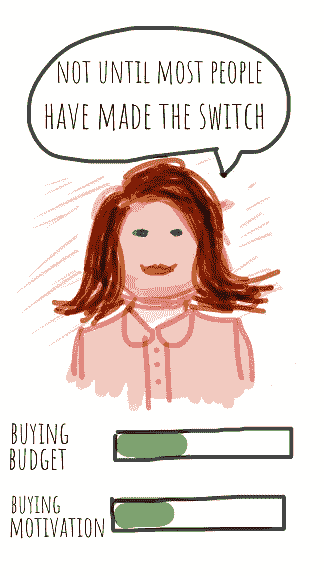 NOT UNTIL MOST PEOPLE
HAVE MADE THE SWITCH
BUYING
BUDGET
BUYING
MOTIVATION